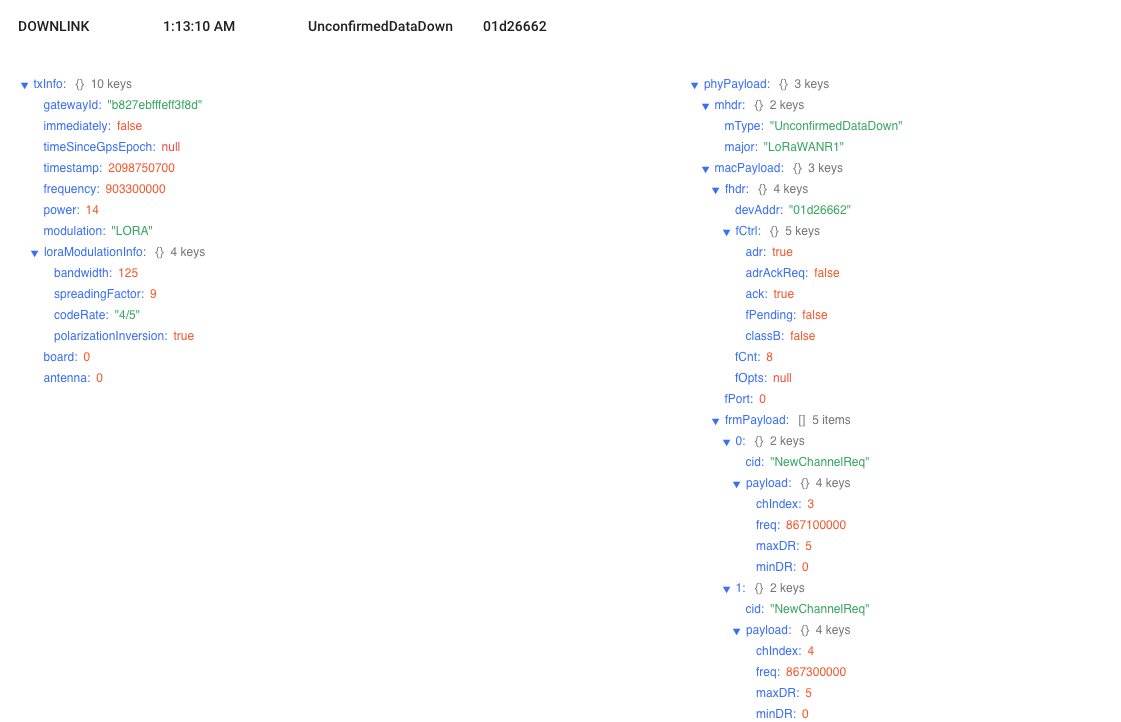 DOWNLINK 1:13:10 AM UnconfirmedDataDown 01d26662
▼ txInfo: {} 10 keys
gatewayId: "b827ebfffeff3f8d"
immediately: false
timeSinceGpsEpoch: null
timestamp: 2098750700
frequency: 903300000
power: 14
modulation: "LORA"
▼ loraModulationInfo: {} 4 keys
bandwidth: 125
spreadingFactor: 9
codeRate: "4/5"
polarizationInversion: true
board: 0
antenna: 0
▼ phyPayload: {} 3 keys
▼ mhdr: {} 2 keys
mType: "UnconfirmedDataDown"
major: "LoRaWANR1"
▼ macPayload: {} 3 keys
▼ fhdr: {} 4 keys
devAddr: "01d26662"
▼ fCtrl: {} 5 keys
adr: true
adrAckReq: false
ack: true
fPending: false
classB: false
fCnt: 8
fOpts: null
fPort: 0
▼ frmPayload: [] 5 items
▼ 0: {} 2 keys
cid: "NewChannelReq"
▼ payload: {} 4 keys
chIndex: 3
freq: 867100000
maxDR: 5
minDR: 0
▼ 1: {} 2 keys
cid: "NewChannelReq"
▼ payload: {} 4 keys
chIndex: 4
freq: 867300000
maxDR: 5
minDR: 0